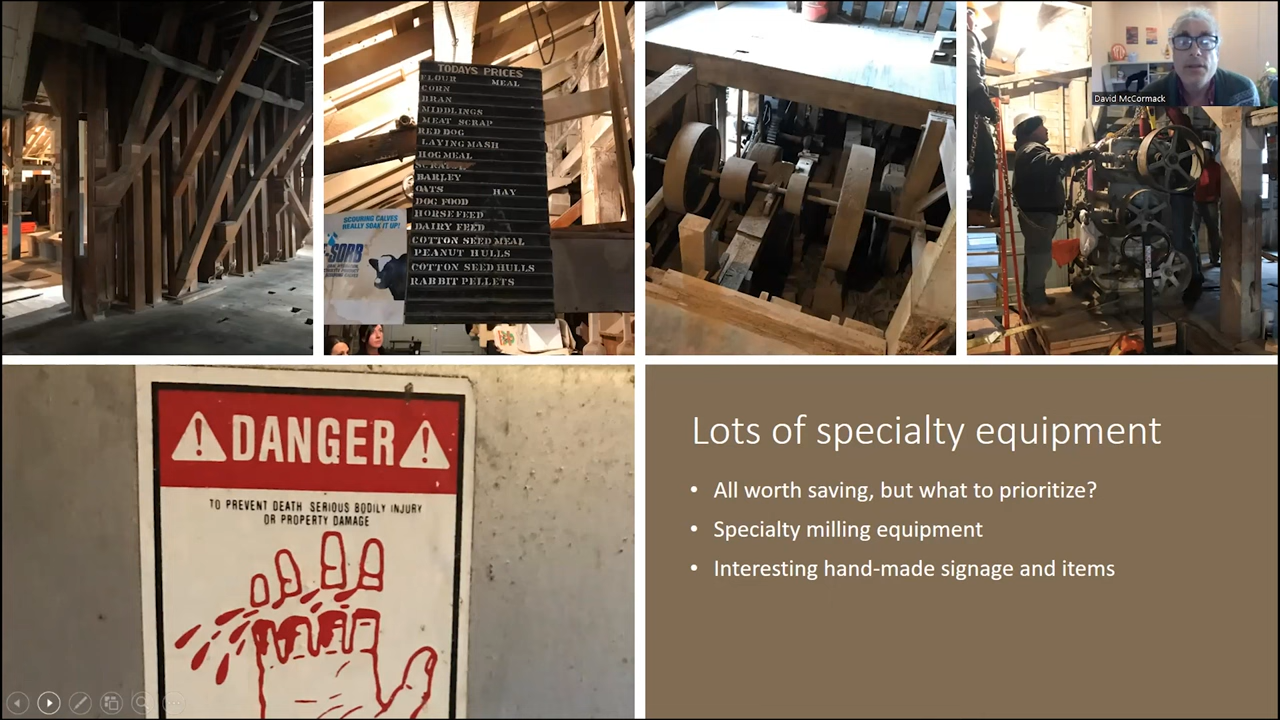 TODAYS PRICES
FLOUR MEAL
CORN
BRAN
MIDDLINGS
MEAT SCRAP
RED DOG
LAYING MASH
HOG MEAL
BARLEY
OATS HAY
DOG FOOD
HORSE FEED
DAIRY FEED
COTTON SEED MEAL
PEANUT HULLS
COTTON SEED HULLS
RABBIT PELLETS
SCOURING CALVES
REALLY SOAK IT UP!
SORB
David McCormack
DANGER
TO PREVENT DEATH SERIOUS BODILY INJURY
OR PROPERTY DAMAGE
Lots of specialty equipment
• All worth saving, but what to prioritize?
• Specialty milling equipment
• Interesting hand-made signage and items